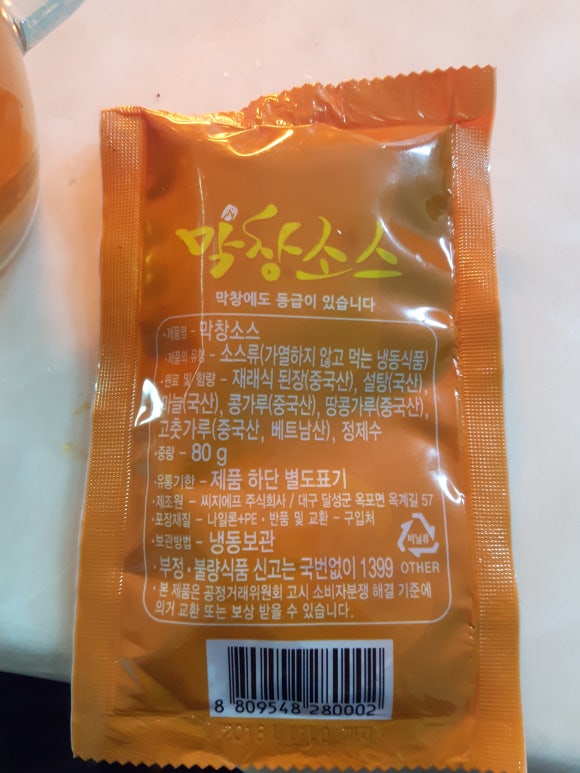 막창소스
막창에도 등급이 있습니다
·제품명 - 막창소스
·제품의 유형 - 소스류(가열하지 않고 먹는 냉동식품)
·원료 및 함량 - 재래식 된장(중국산), 설탕(국산),
마늘(국산), 콩가루(중국산), 땅콩가루(중국산),
고춧가루(중국산, 베트남산), 정제수
·중량 - 80 g
·유통기한 - 제품 하단 별도표기
·제조원 - 씨지에프 주식회사 / 대구 달성군 옥포면 옥계길 57
·포장재질 - 나일론+PE · 반품 및 교환 - 구입처
·보관방법 - 냉동보관
비닐류
OTHER
·부정·불량식품 신고는 국번없이 1399
·본 제품은 공정거래위원회 고시 소비자분쟁 해결 기준에
의거 교환 또는 보상 받을 수 있습니다.
8 809548 280002